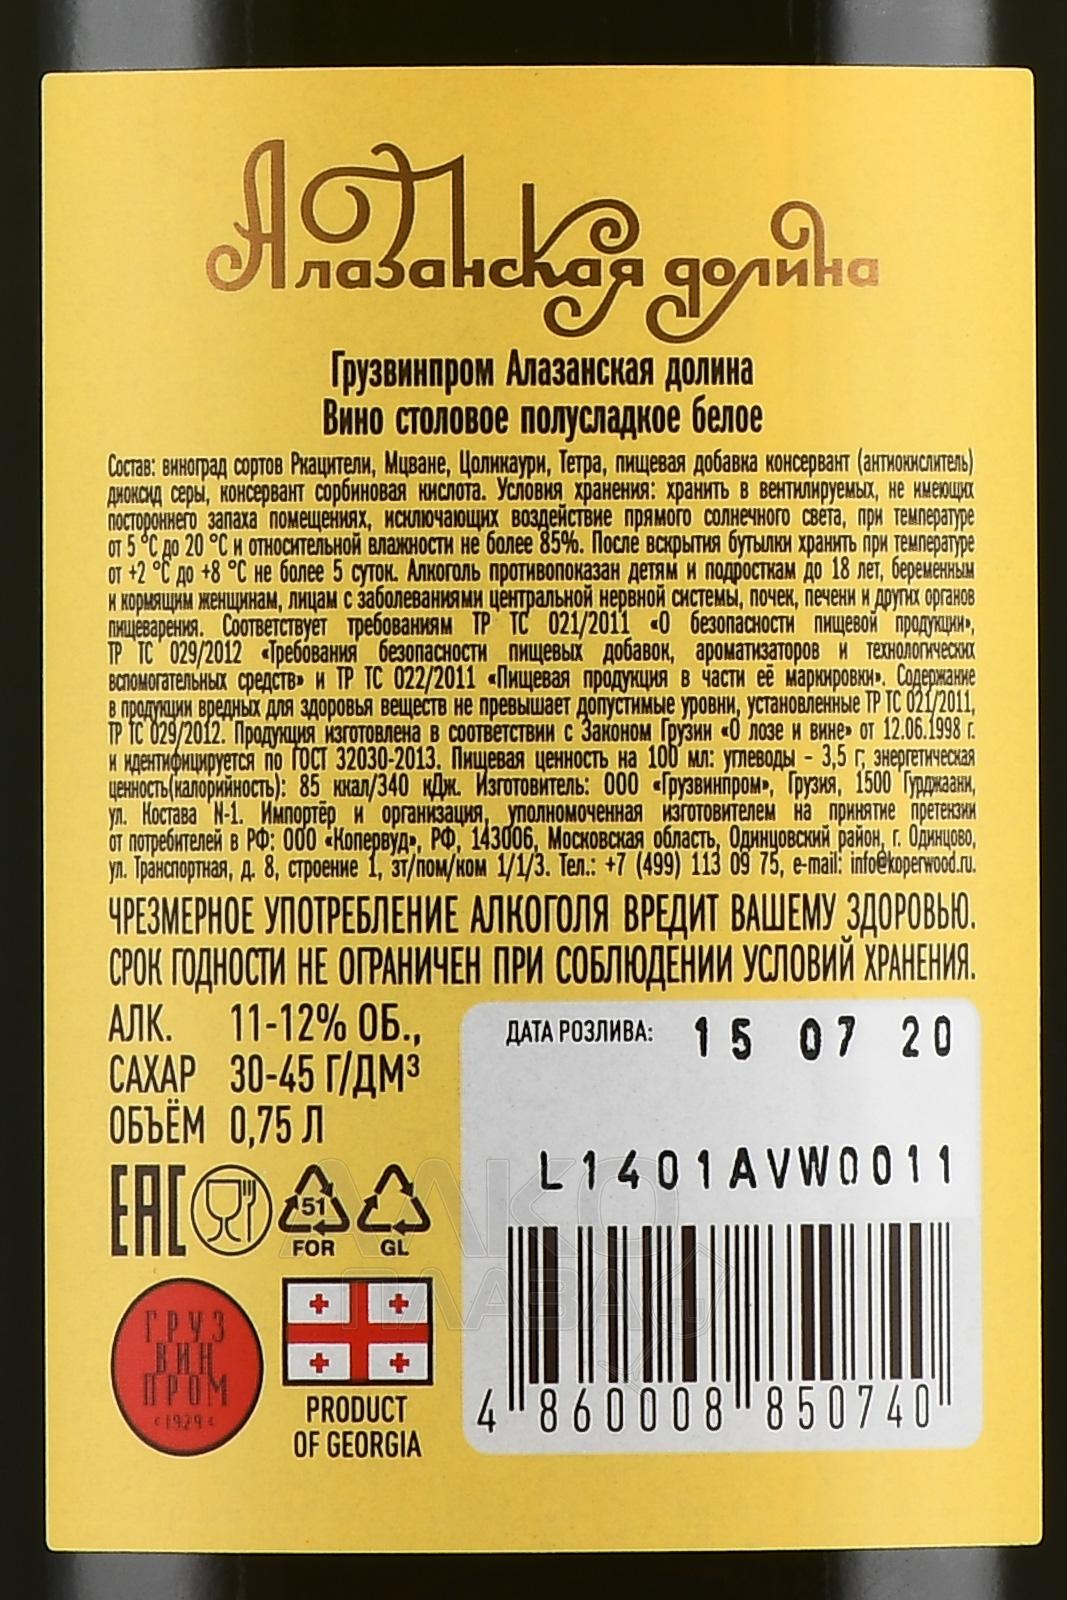 Алазанская долина
Грузвинпром Алазанская долина
Вино столовое полусладкое белое
Состав: виноград сортов Ркацители, Мцване, Цоликаури, Тетра, пищевая добавка консервант (антиокислитель)
диоксид серы, консервант сорбиновая кислота. Условия хранения: хранить в вентилируемых, не имеющих
постороннего запаха помещениях, исключающих воздействие прямого солнечного света, при температуре
от 5 °С до 20 °С и относительной влажности не более 85%. После вскрытия бутылки хранить при температуре
от +2 °С до +8 °С не более 5 суток. Алкоголь противопоказан детям и подросткам до 18 лет, беременным
и кормящим женщинам, лицам с заболеваниями центральной нервной системы, почек, печени и других органов
пищеварения. Соответствует требованиям ТР ТС 021/2011 «О безопасности пищевой продукции»,
ТР ТС 029/2012 «Требования безопасности пищевых добавок, ароматизаторов и технологических
вспомогательных средств» и ТР ТС 022/2011 «Пищевая продукция в части её маркировки». Содержание
в продукции вредных для здоровья веществ не превышает допустимые уровни, установленные ТР ТС 021/2011,
ТР ТС 029/2012. Продукция изготовлена в соответствии с Законом Грузии «О лозе и вине» от 12.06.1998 г.
и идентифицируется по ГОСТ 32030-2013. Пищевая ценность на 100 мл: углеводы - 3,5 г; энергетическая
ценность(калорийность): 85 ккал/340 кДж. Изготовитель: ООО «Грузвинпром», Грузия, 1500 Гурджаани,
ул. Костава N-1. Импортёр и организация, уполномоченная изготовителем на принятие претензии
от потребителей в РФ: ООО «Копервуд», РФ, 143006, Московская область, Одинцовский район, г. Одинцово,
ул. Транспортная, д. 8, строение 1, эт/пом/ком 1/1/3. Тел.: +7 (499) 113 09 75, e-mail: info@koperwood.ru.
ЧРЕЗМЕРНОЕ УПОТРЕБЛЕНИЕ АЛКОГОЛЯ ВРЕДИТ ВАШЕМУ ЗДОРОВЬЮ.
СРОК ГОДНОСТИ НЕ ОГРАНИЧЕН ПРИ СОБЛЮДЕНИИ УСЛОВИЙ ХРАНЕНИЯ.
АЛК. 11-12% ОБ.,
САХАР 30-45 Г/ДМ³
ОБЪЁМ 0,75 Л
ДАТА РОЗЛИВА: 15 07 20
L1401AVW0011
EAC
51
FOR
GL
ГРУЗ
ВИН
ПРОМ
1929
PRODUCT
OF GEORGIA
4 860008 850740
АЛКО
ПЛАЗА.ru